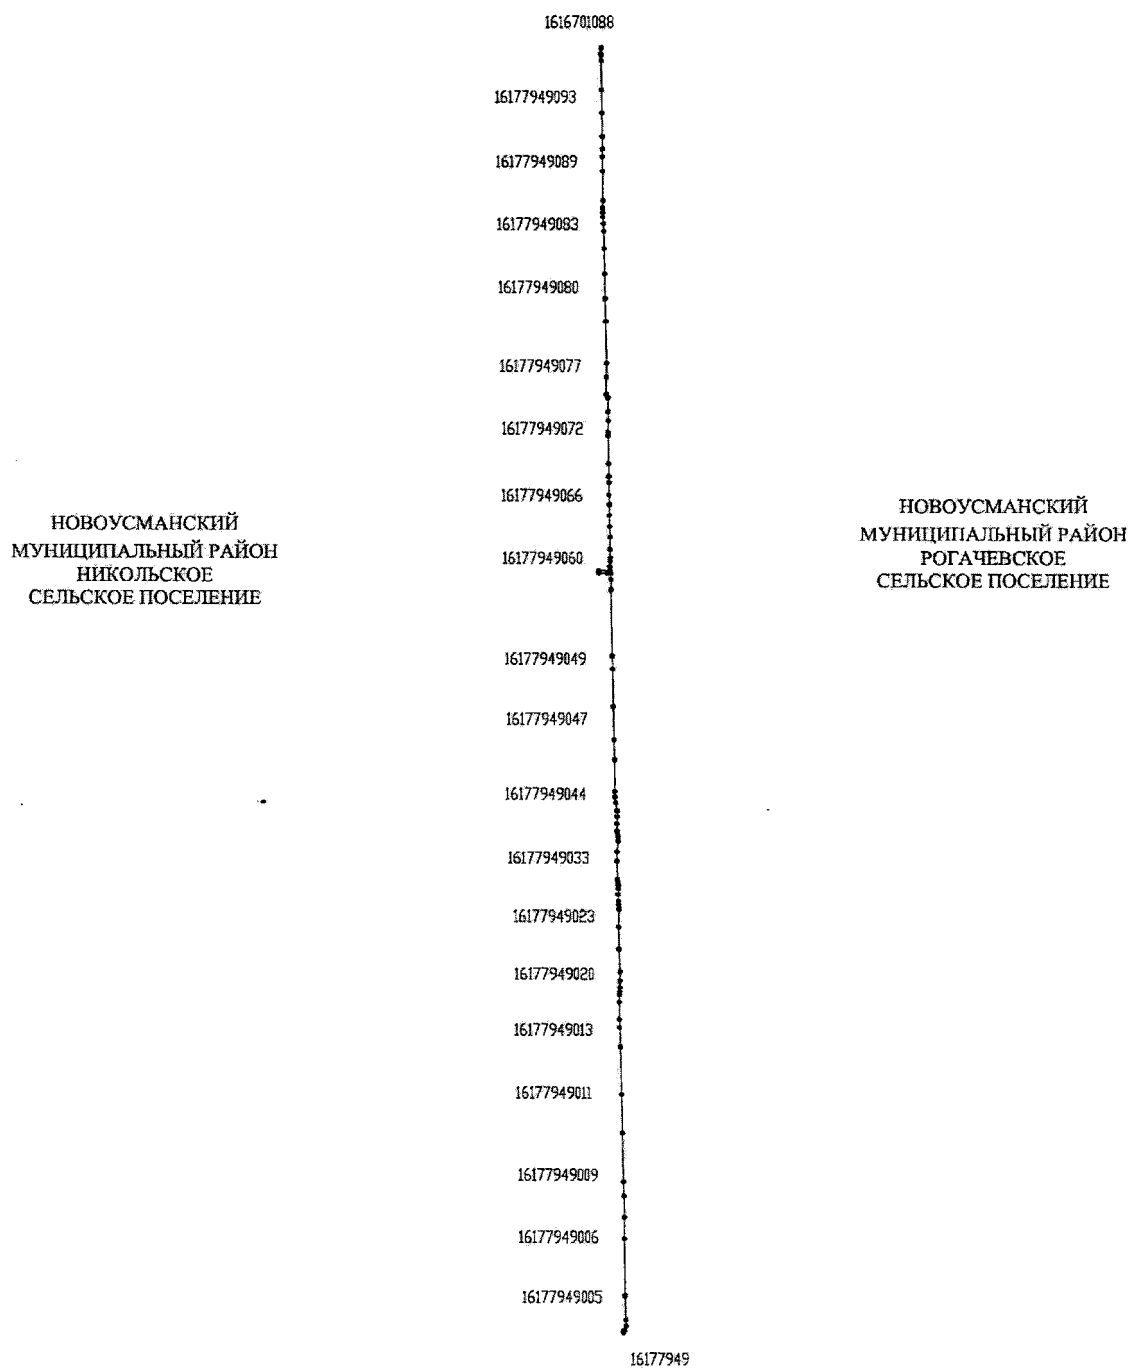 1616701088
16177949093
16177949089
16177949083
16177949080
16177949077
16177949072
16177949066
16177949060
НОВОУСМАНСКИЙ
МУНИЦИПАЛЬНЫЙ РАЙОН
НИКОЛЬСКОЕ
СЕЛЬСКОЕ ПОСЕЛЕНИЕ
НОВОУСМАНСКИЙ
МУНИЦИПАЛЬНЫЙ РАЙОН
РОГАЧЕВСКОЕ
СЕЛЬСКОЕ ПОСЕЛЕНИЕ
16177949049
16177949047
16177949044
16177949033
16177949023
16177949020
16177949013
16177949011
16177949009
16177949006
16177949005
16177949